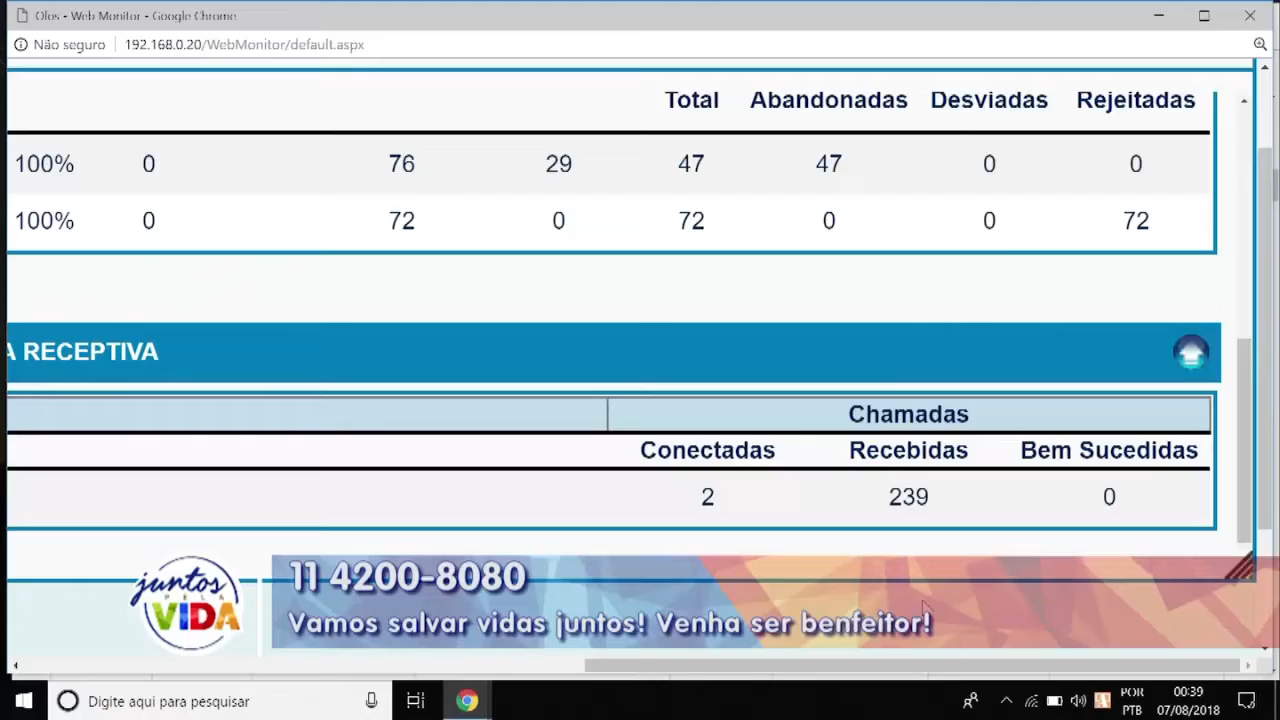 Olos - Web Monitor - Google Chrome
Não seguro 192.168.0.20/WebMonitor/default.aspx
Total Abandonadas Desviadas Rejeitadas
100% 0 76 29 47 47 0 0
100% 0 72 0 72 0 0 72
A RECEPTIVA
Chamadas
Conectadas Recebidas Bem Sucedidas
2 239 0
juntos
PELA
VIDA
11 4200-8080
Vamos salvar vidas juntos! Venha ser benfeitor!
Digite aqui para pesquisar
POR
PTB
00:39
07/08/2018